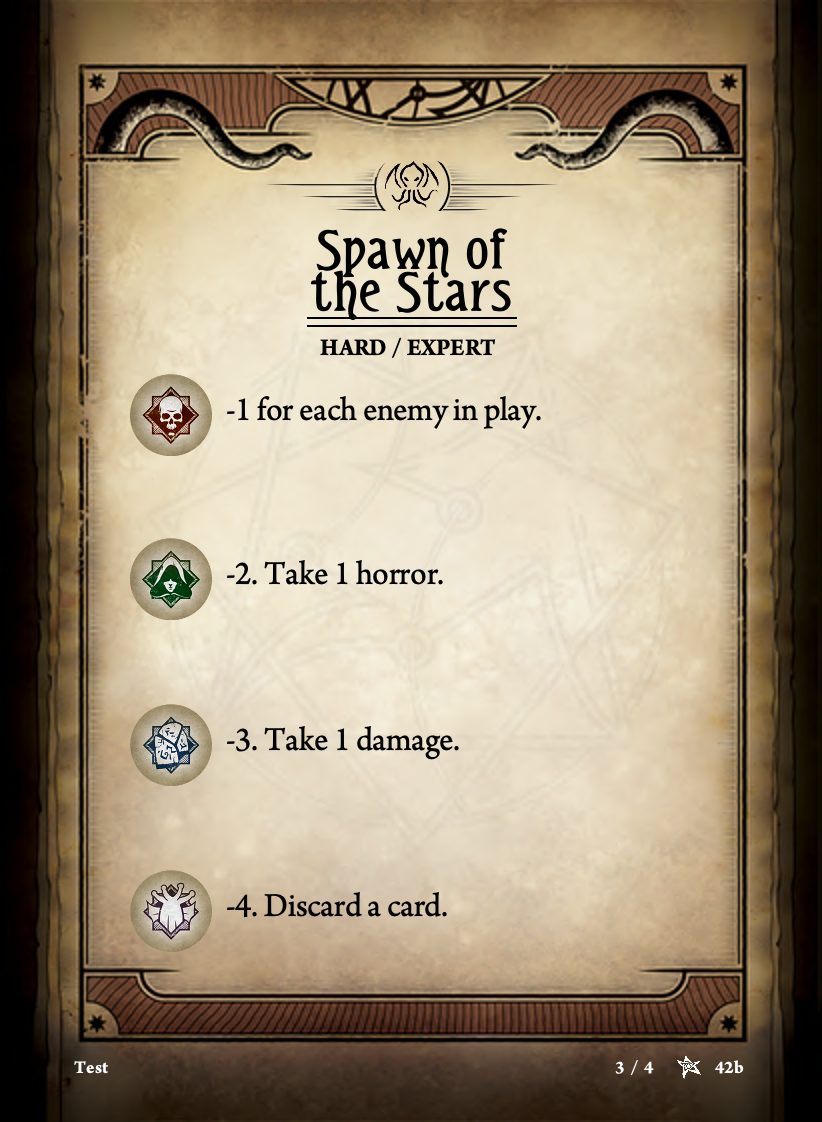 Spawn of
the Stars
HARD / EXPERT
-1 for each enemy in play.
-2. Take 1 horror.
-3. Take 1 damage.
-4. Discard a card.
Test
3 / 4 42b